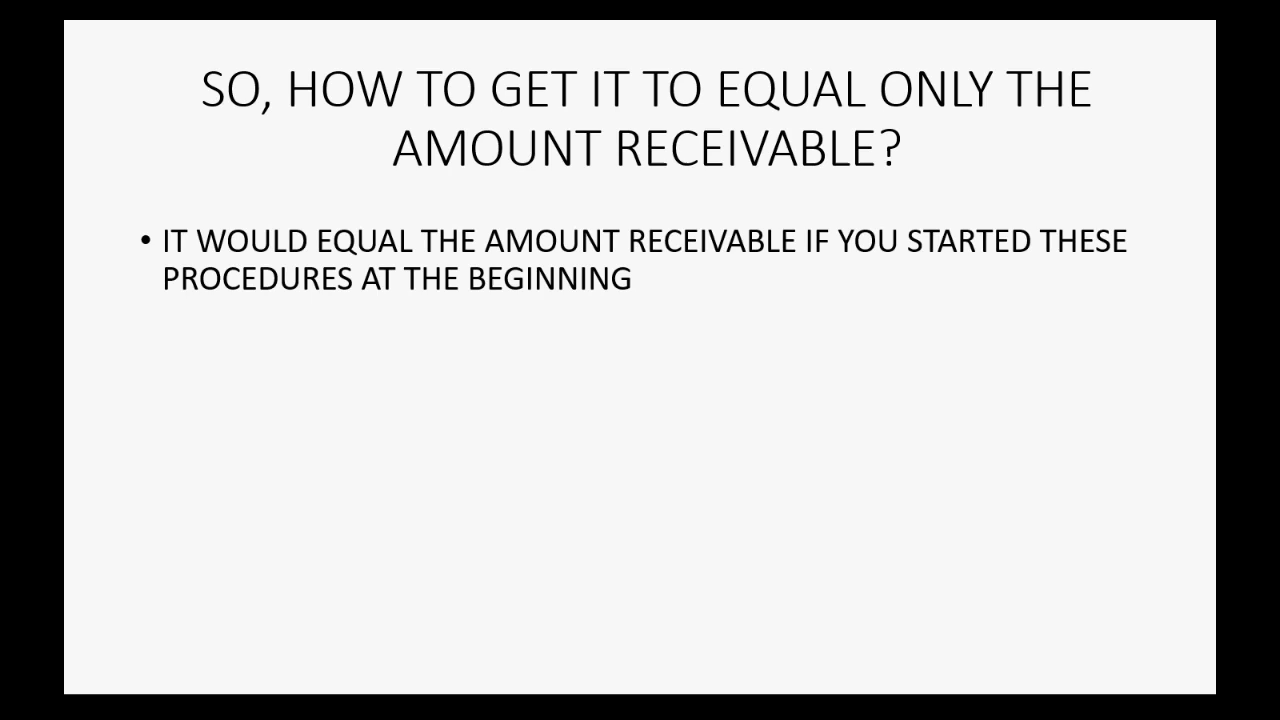 SO, HOW TO GET IT TO EQUAL ONLY THE
AMOUNT RECEIVABLE?
• IT WOULD EQUAL THE AMOUNT RECEIVABLE IF YOU STARTED THESE
PROCEDURES AT THE BEGINNING